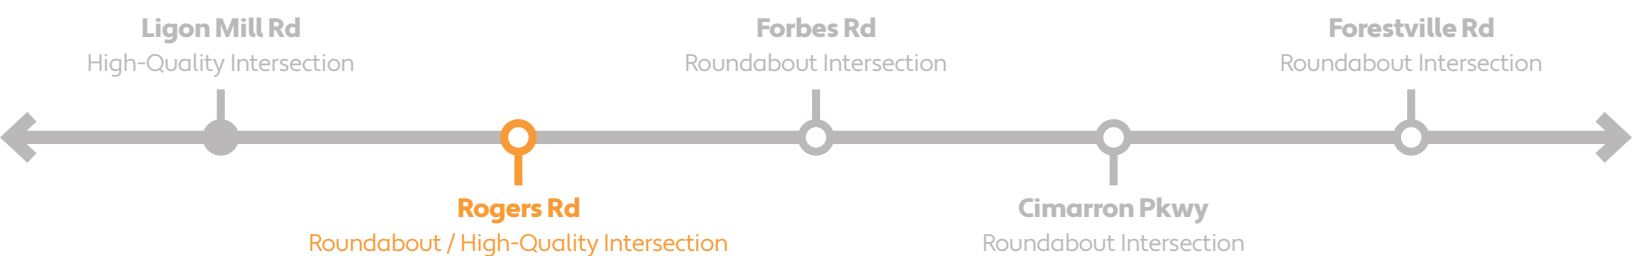 Ligon Mill Rd
High-Quality Intersection
Forbes Rd
Roundabout Intersection
Forestville Rd
Roundabout Intersection
Rogers Rd
Roundabout / High-Quality Intersection
Cimarron Pkwy
Roundabout Intersection